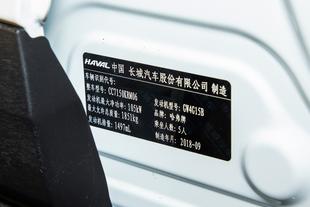 HAVAL 中国 长城汽车股份有限公司 制造
车辆识别代号:
整车型号: CC7150KHM06
发动机型号: GW4G15B
发动机最大净功率: 105kW
品牌: 哈弗牌
最大允许总质量: 1851kg
乘坐人数: 5人
发动机排量: 1497mL
制造年月: 2018-09